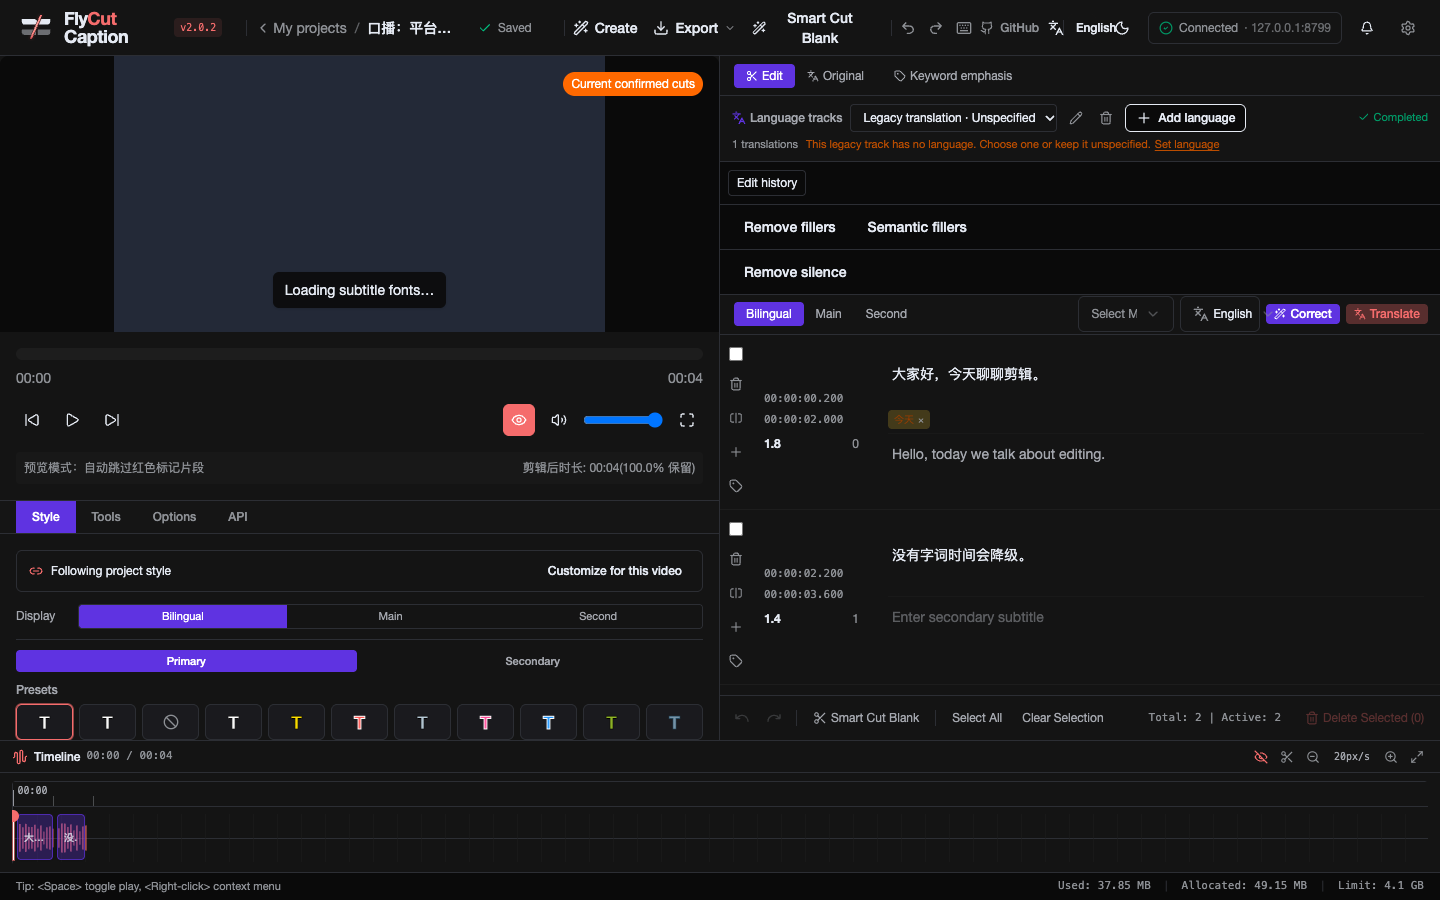 FlyCut
Caption
v2.0.2
My projects / 口播：平台...
Saved
Create
Export
Smart Cut
Blank
GitHub
English
Connected · 127.0.0.1:8799
Current confirmed cuts
Loading subtitle fonts...
00:00
00:04
预览模式：自动跳过红色标记片段
剪辑后时长: 00:04(100.0% 保留)
Style
Tools
Options
API
Following project style
Customize for this video
Display
Bilingual
Main
Second
Primary
Secondary
Presets
T
T
T
T
T
T
T
T
T
T
Edit
Original
Keyword emphasis
Language tracks
Legacy translation · Unspecified
Add language
Completed
1 translations
This legacy track has no language. Choose one or keep it unspecified.
Set language
Edit history
Remove fillers
Semantic fillers
Remove silence
Bilingual
Main
Second
Select M
English
Correct
Translate
大家好，今天聊聊剪辑。
00:00:00.200
00:00:02.000
今天 ×
1.8
0
Hello, today we talk about editing.
没有字词时间会降级。
00:00:02.200
00:00:03.600
1.4
1
Enter secondary subtitle
Smart Cut Blank
Select All
Clear Selection
Total: 2 | Active: 2
Delete Selected (0)
Timeline
00:00 / 00:04
20px/s
00:00
大...
没.
Tip: <Space> toggle play, <Right-click> context menu
Used: 37.85 MB
Allocated: 49.15 MB
Limit: 4.1 GB